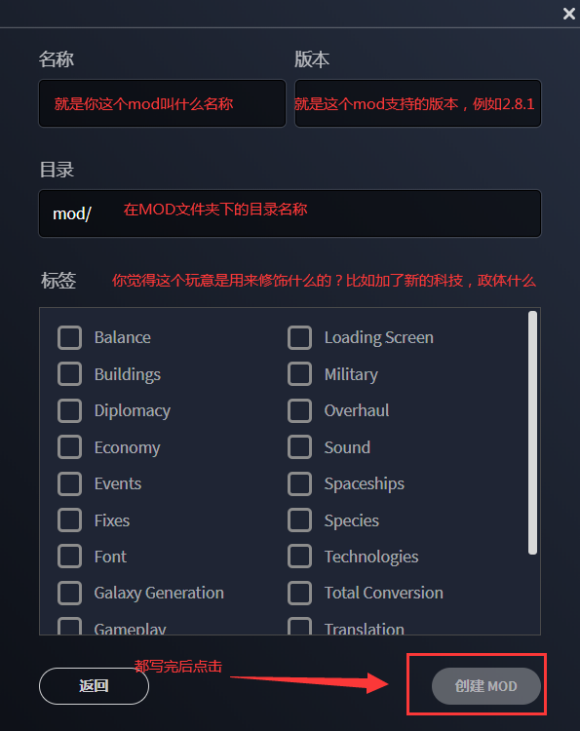 名称
版本
就是你这个mod叫什么名称
就是这个mod支持的版本，例如2.8.1
目录
mod/
在MOD文件夹下的目录名称
标签
你觉得这个玩意是用来修饰什么的？比如加了新的科技，政体什么
Balance
Loading Screen
Buildings
Military
Diplomacy
Overhaul
Economy
Sound
Events
Spaceships
Fixes
Species
Font
Technologies
Galaxy Generation
Total Conversion
Gameplay
Translation
都写完后点击
返回
创建 MOD